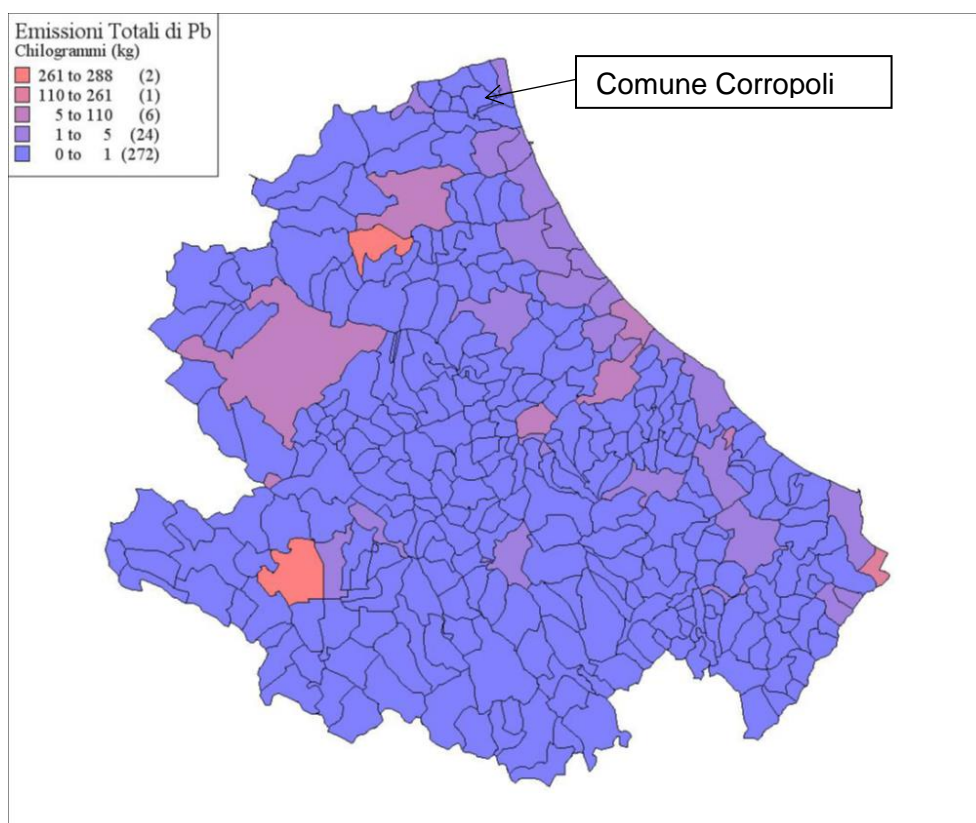 Emissioni Totali di Pb
Chilogrammi (kg)
261 to 288 (2)
110 to 261 (1)
5 to 110 (6)
1 to 5 (24)
0 to 1 (272)
Comune Corropoli